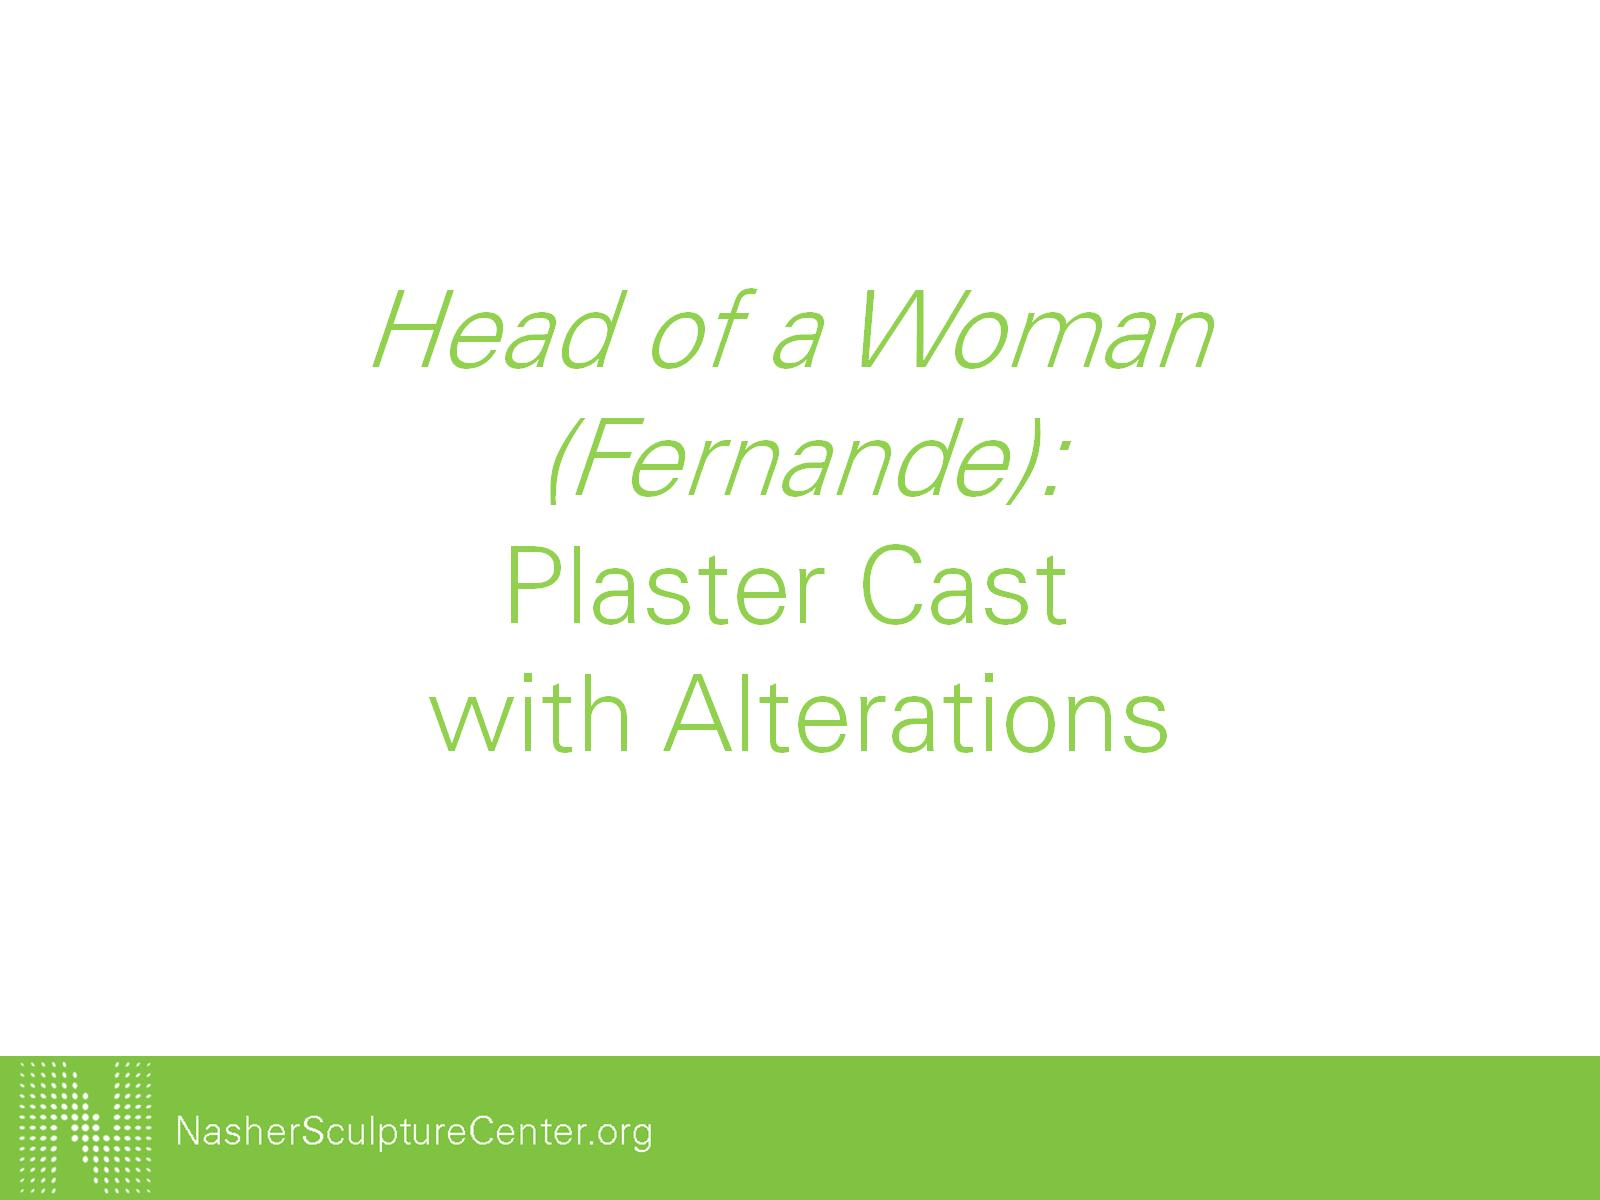 Head of a Woman
(Fernande):
Plaster Cast
with Alterations
NasherSculptureCenter.org